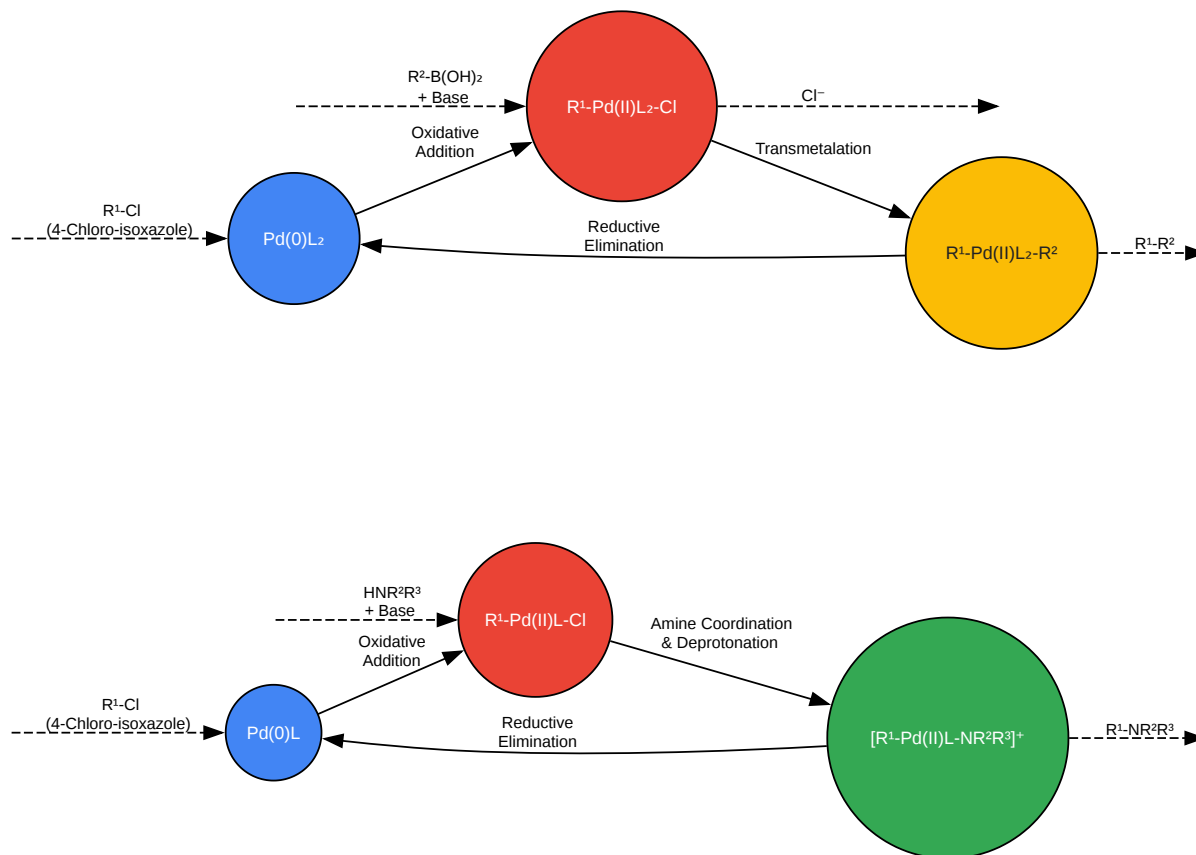 R²-B(OH)₂
+ Base
R¹-Pd(II)L₂-Cl
Cl⁻
Oxidative
Addition
Transmetalation
R¹-Cl
(4-Chloro-isoxazole)
Pd(0)L₂
Reductive
Elimination
R¹-Pd(II)L₂-R²
R¹-R²
HNR²R³
+ Base
R¹-Pd(II)L-Cl
Oxidative
Addition
Amine Coordination
& Deprotonation
R¹-Cl
(4-Chloro-isoxazole)
Pd(0)L
Reductive
Elimination
[R¹-Pd(II)L-NR²R³]⁺
R¹-NR²R³